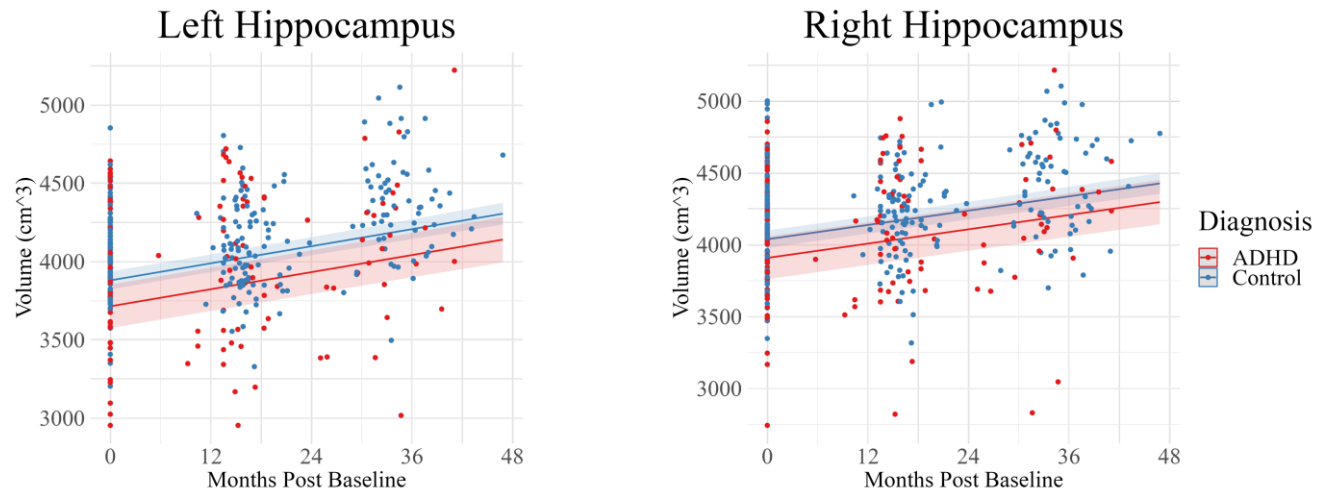 Left Hippocampus
Volume (cm^3)
5000
4500
4000
3500
3000
0 12 24 36 48
Months Post Baseline
Right Hippocampus
Volume (cm^3)
5000
4500
4000
3500
3000
0 12 24 36 48
Months Post Baseline
Diagnosis
ADHD
Control